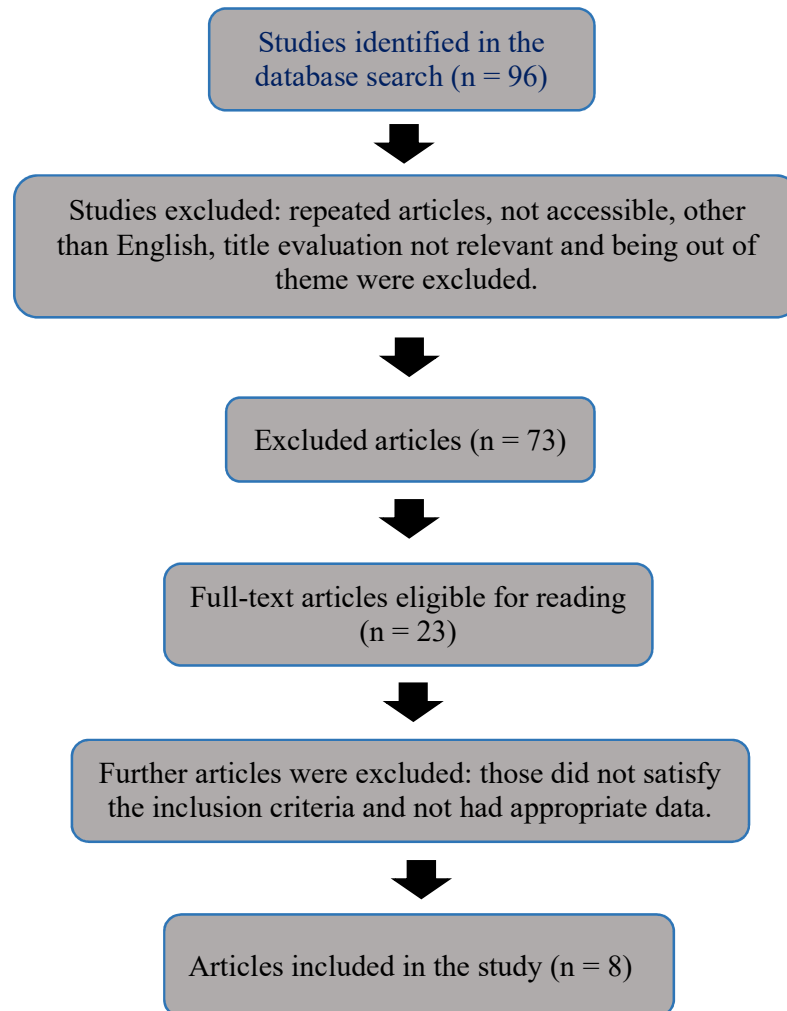 Studies identified in the
database search (n = 96)
Studies excluded: repeated articles, not accessible, other
than English, title evaluation not relevant and being out of
theme were excluded.
Excluded articles (n = 73)
Full-text articles eligible for reading
(n = 23)
Further articles were excluded: those did not satisfy
the inclusion criteria and not had appropriate data.
Articles included in the study (n = 8)